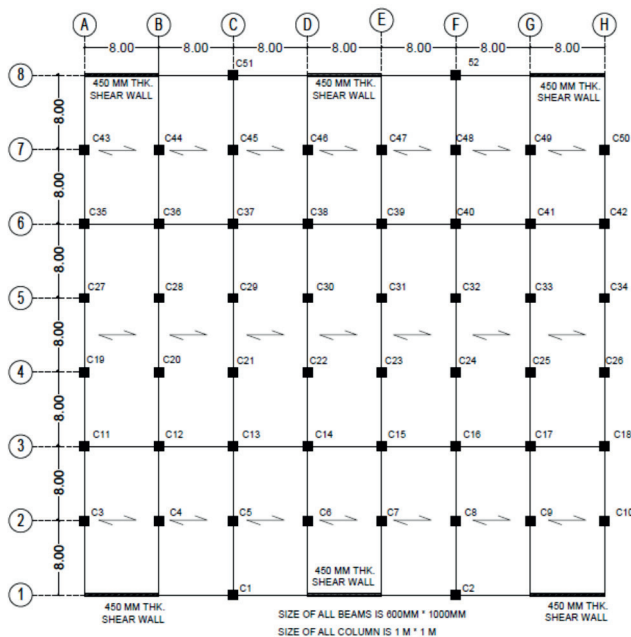 A B C D E F G H
8.00 8.00 8.00 8.00 8.00 8.00 8.00
8 C51 52
450 MM THK. SHEAR WALL
450 MM THK. SHEAR WALL
450 MM THK. SHEAR WALL
8.00
7 C43 C44 C45 C46 C47 C48 C49 C50
8.00
6 C35 C36 C37 C38 C39 C40 C41 C42
8.00
5 C27 C28 C29 C30 C31 C32 C33 C34
8.00
4 C19 C20 C21 C22 C23 C24 C25 C26
8.00
3 C11 C12 C13 C14 C15 C16 C17 C18
8.00
2 C3 C4 C5 C6 C7 C8 C9 C10
8.00
450 MM THK.
SHEAR WALL
1 C1 C2
450 MM THK.
SHEAR WALL
450 MM THK.
SHEAR WALL
SIZE OF ALL BEAMS IS 600MM * 1000MM
SIZE OF ALL COLUMN IS 1 M * 1 M